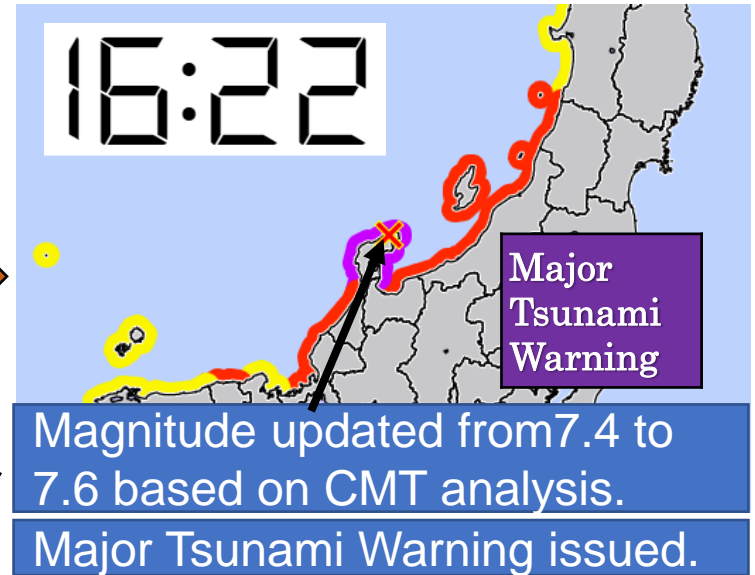 16:22
Major
Tsunami
Warning
Magnitude updated from7.4 to
7.6 based on CMT analysis.
Major Tsunami Warning issued.